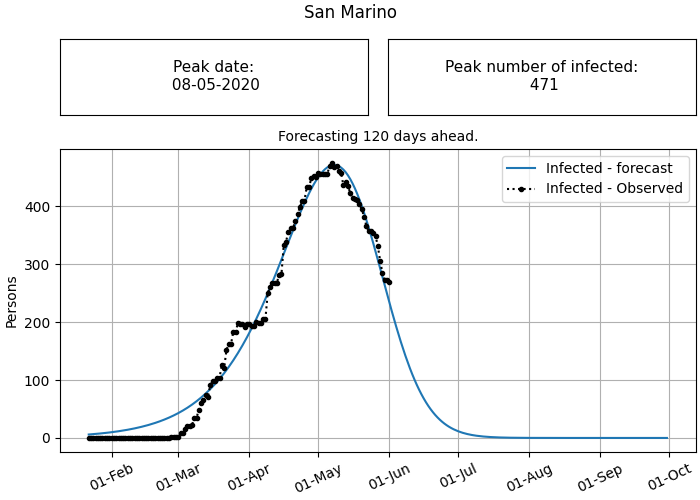 San Marino
Peak date:
08-05-2020
Peak number of infected:
471
Forecasting 120 days ahead.
Infected - forecast
Infected - Observed
Persons
400
300
200
100
0
01-Feb
01-Mar
01-Apr
01-May
01-Jun
01-Jul
01-Aug
01-Sep
01-Oct